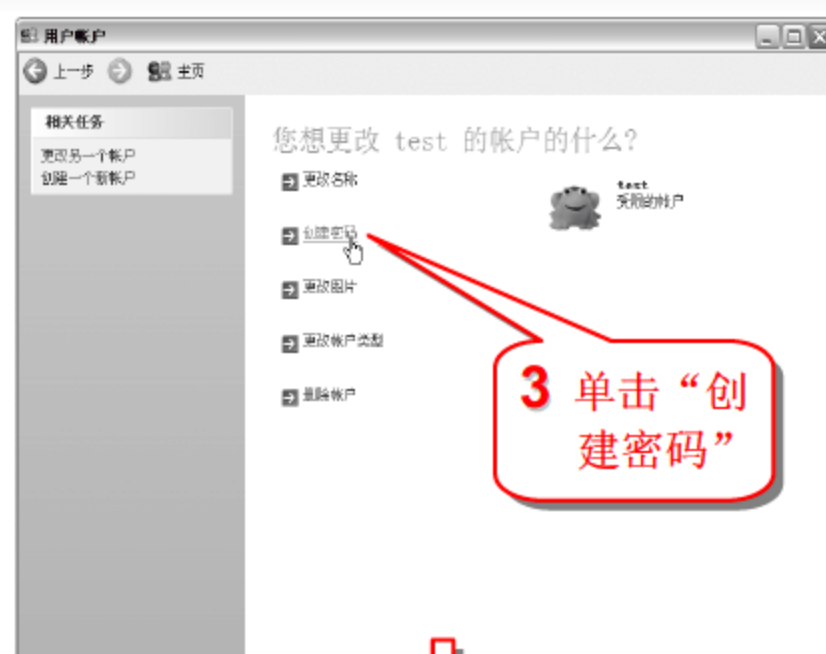 用户帐户
上一步 主页
相关任务
更改另一个帐户
创建一个新帐户
您想更改 test 的帐户的什么?
更改名称
test
受限的帐户
创建密码
更改图片
更改帐户类型
删除帐户
3 单击“创
建密码”